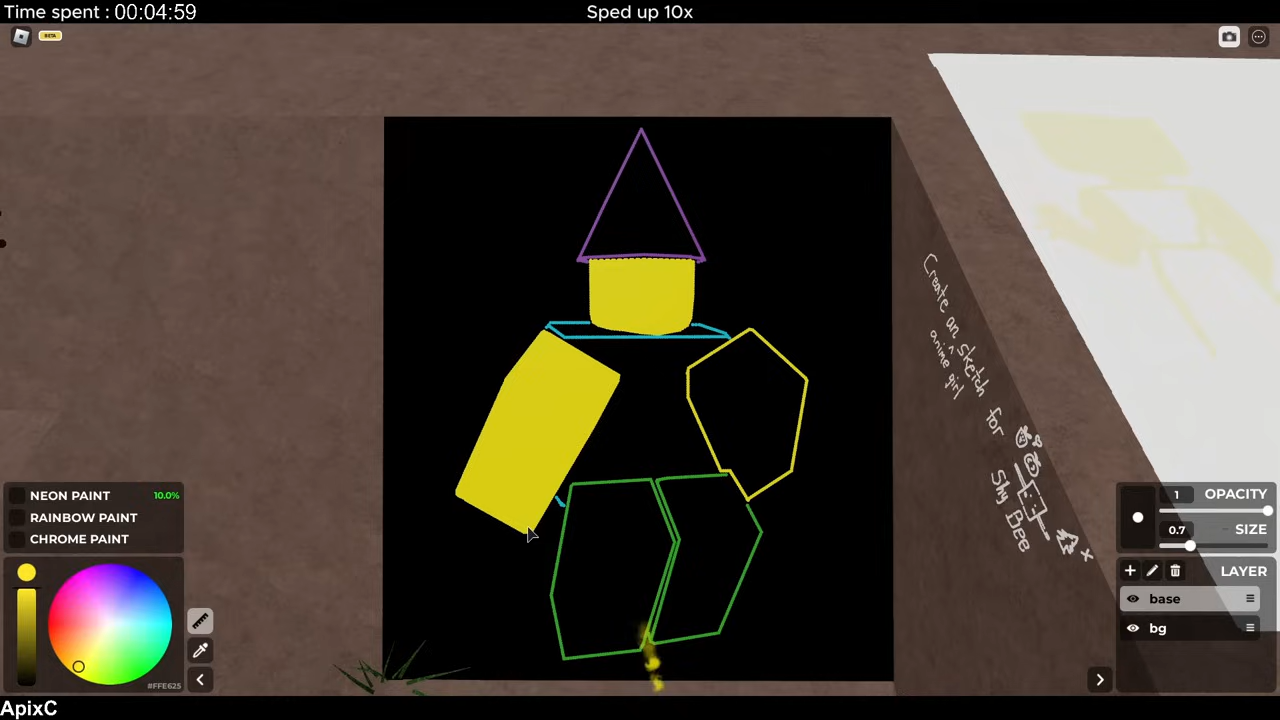 Time spent : 00:04:59
Sped up 10x
BETA
Create an sketch for
anime girl
Shy Bee
NEON PAINT 10.0%
RAINBOW PAINT
CHROME PAINT
#FFE625
1 OPACITY
0.7 SIZE
LAYER
base
bg
ApixC